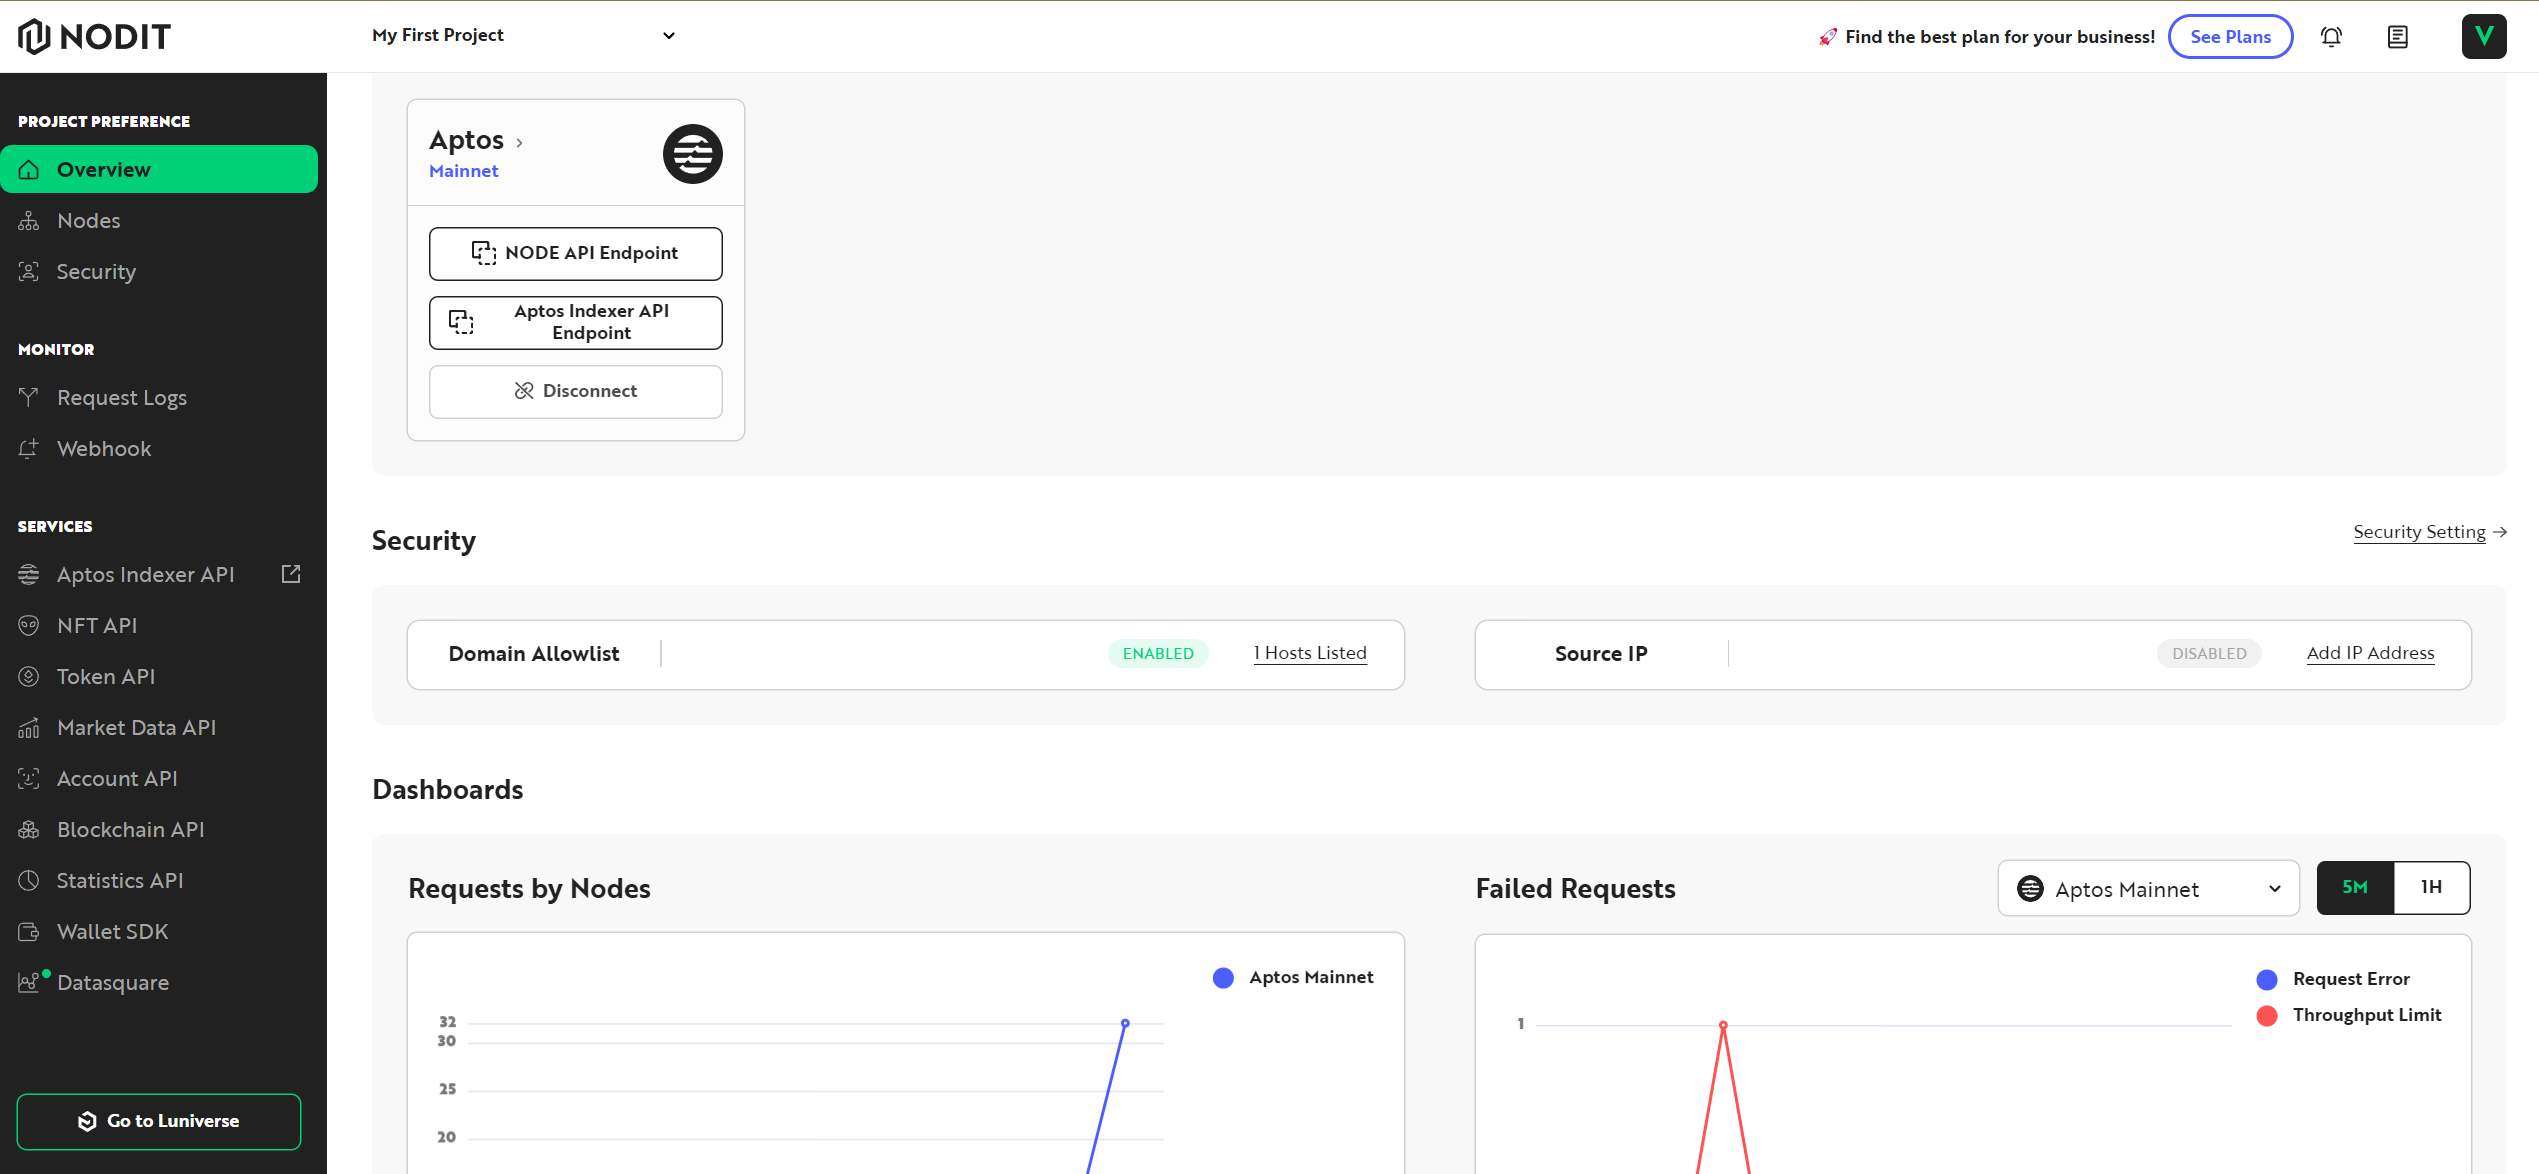 NODIT
My First Project
🚀 Find the best plan for your business!
See Plans
V
PROJECT PREFERENCE
Overview
Nodes
Security
MONITOR
Request Logs
Webhook
SERVICES
Aptos Indexer API
NFT API
Token API
Market Data API
Account API
Blockchain API
Statistics API
Wallet SDK
Datasquare
Go to Luniverse
Aptos
Mainnet
NODE API Endpoint
Aptos Indexer API
Endpoint
Disconnect
Security
Security Setting →
Domain Allowlist
ENABLED
1 Hosts Listed
Source IP
DISABLED
Add IP Address
Dashboards
Requests by Nodes
Aptos Mainnet
32
30
25
20
Failed Requests
Aptos Mainnet
5M
1H
Request Error
Throughput Limit
1